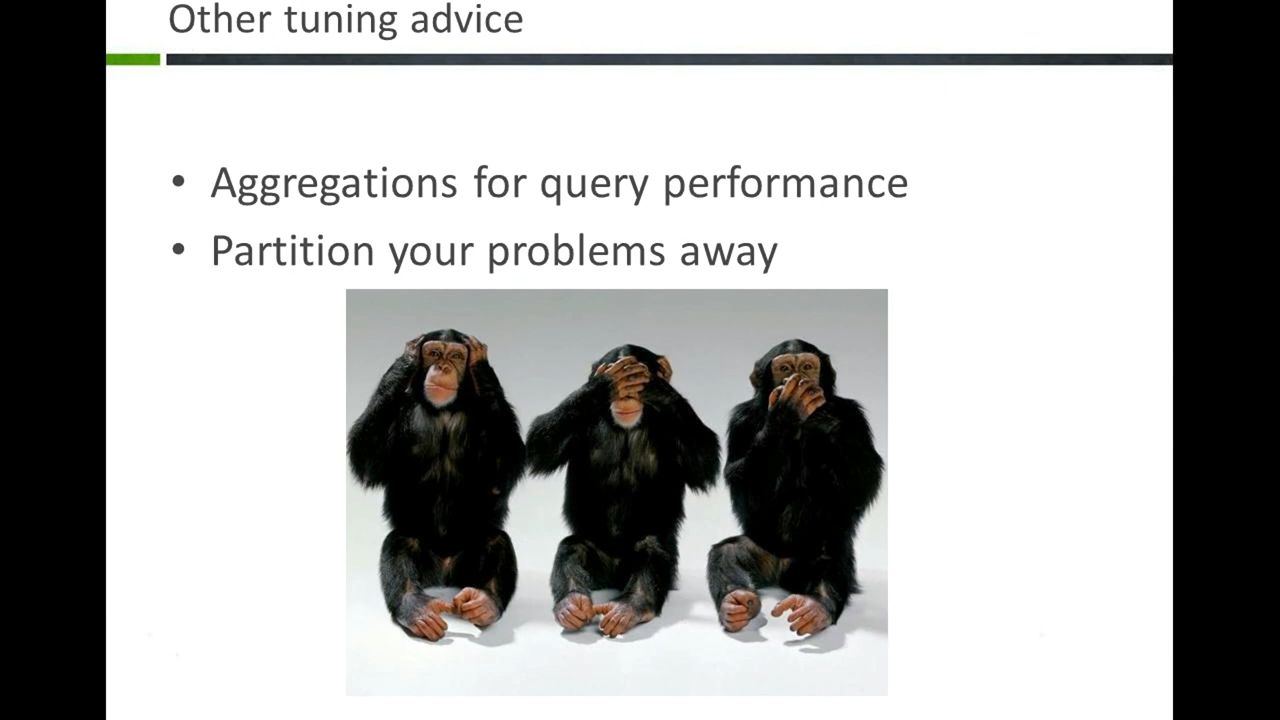 Other tuning advice
• Aggregations for query performance
• Partition your problems away